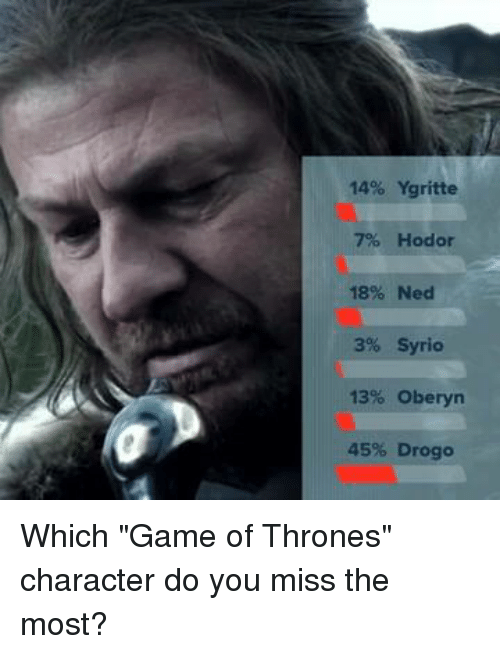 14% Ygritte
7% Hodor
18% Ned
3% Syrio
13% Oberyn
45% Drogo
Which "Game of Thrones"
character do you miss the
most?